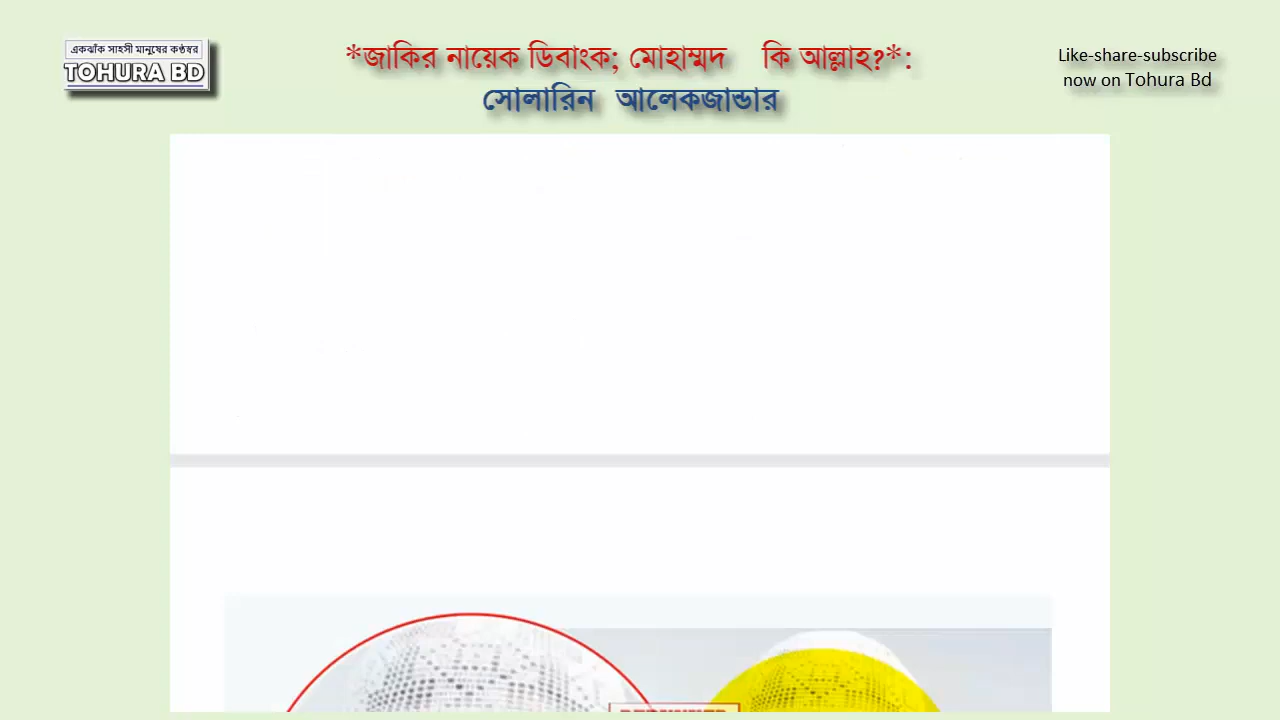 একঝাঁক সাহসী মানুষের কণ্ঠস্বর
TOHURA BD
*জাকির নায়েক ডিবাংক; মোহাম্মদ কি আল্লাহ?*:
সোলারিন আলেকজান্ডার
Like-share-subscribe
now on Tohura Bd